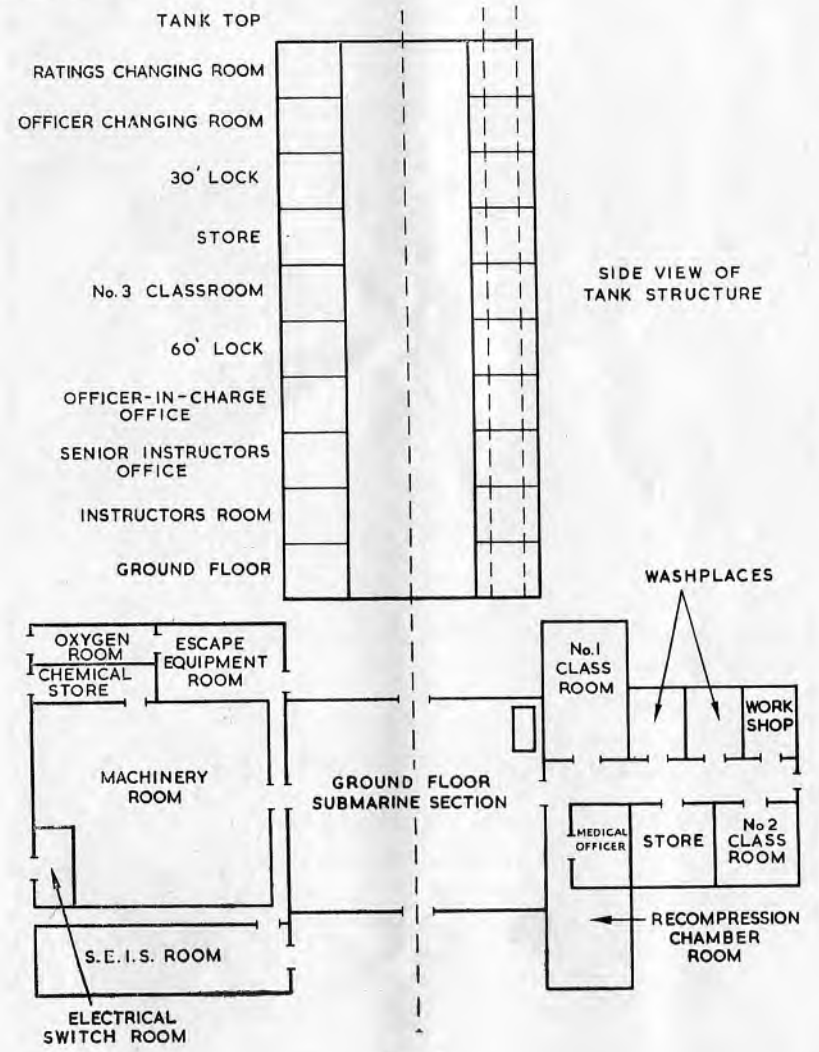 TANK TOP
RATINGS CHANGING ROOM
OFFICER CHANGING ROOM
30' LOCK
STORE
No.3 CLASSROOM
60' LOCK
OFFICER-IN-CHARGE
OFFICE
SENIOR INSTRUCTORS
OFFICE
INSTRUCTORS ROOM
GROUND FLOOR
SIDE VIEW OF
TANK STRUCTURE
WASHPLACES
OXYGEN
ROOM
CHEMICAL
STORE
ESCAPE
EQUIPMENT
ROOM
No.1
CLASS
ROOM
WORK
SHOP
MACHINERY
ROOM
GROUND FLOOR
SUBMARINE SECTION
MEDICAL
OFFICER
STORE
No2
CLASS
ROOM
S.E.I.S. ROOM
RECOMPRESSION
CHAMBER
ROOM
ELECTRICAL
SWITCH ROOM